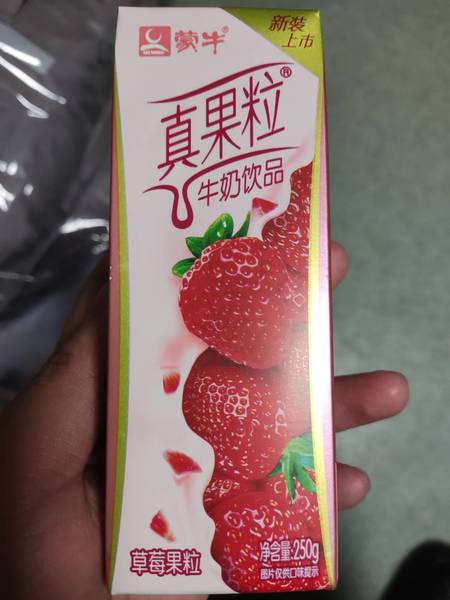 蒙牛®
新装
上市
真果粒®
牛奶饮品
草莓果粒
净含量:250g
图片仅供口味提示